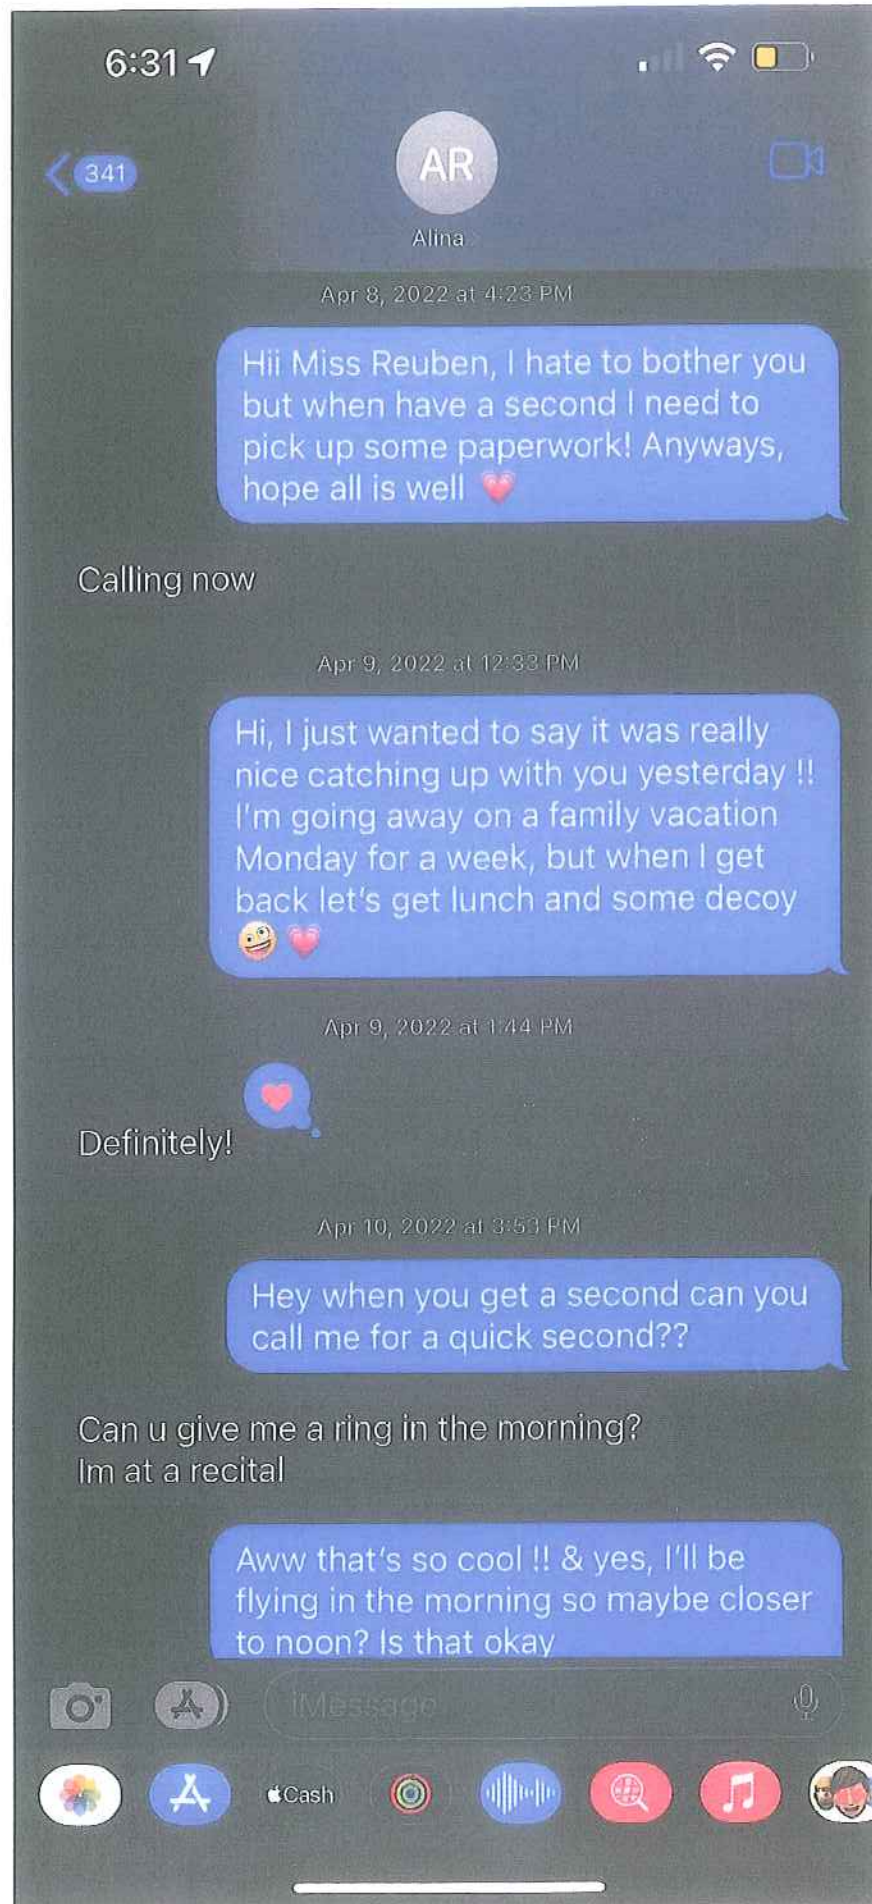 6:31
341
AR
Alina
Apr 8, 2022 at 4:23 PM
Hii Miss Reuben, I hate to bother you
but when have a second I need to
pick up some paperwork! Anyways,
hope all is well 💗
Calling now
Apr 9, 2022 at 12:33 PM
Hi, I just wanted to say it was really
nice catching up with you yesterday !!
I'm going away on a family vacation
Monday for a week, but when I get
back let's get lunch and some decoy
🤪 💗
Apr 9, 2022 at 1:44 PM
Definitely!
Apr 10, 2022 at 3:53 PM
Hey when you get a second can you
call me for a quick second??
Can u give me a ring in the morning?
Im at a recital
Aww that's so cool !! & yes, I'll be
flying in the morning so maybe closer
to noon? Is that okay
iMessage
Cash